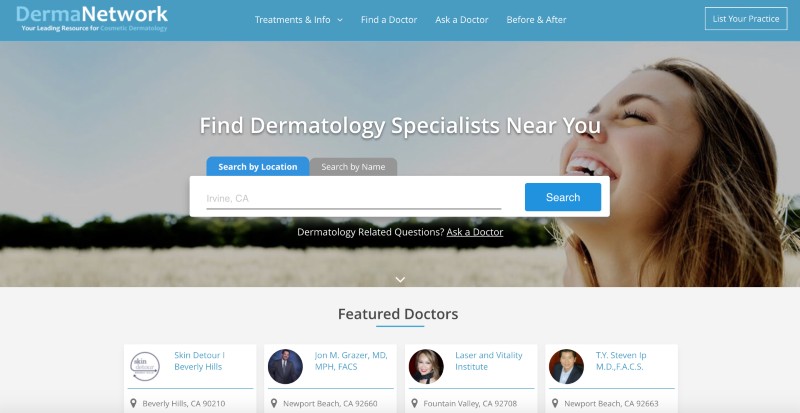 DermaNetwork
Your Leading Resource for Cosmetic Dermatology
Treatments & Info
Find a Doctor
Ask a Doctor
Before & After
List Your Practice
Find Dermatology Specialists Near You
Search by Location
Search by Name
Irvine, CA
Search
Dermatology Related Questions? Ask a Doctor
Featured Doctors
skin
detour
Skin Detour |
Beverly Hills
Beverly Hills, CA 90210
Jon M. Grazer, MD,
MPH, FACS
Newport Beach, CA 92660
Laser and Vitality
Institute
Fountain Valley, CA 92708
T.Y. Steven Ip
M.D.,F.A.C.S.
Newport Beach, CA 92663